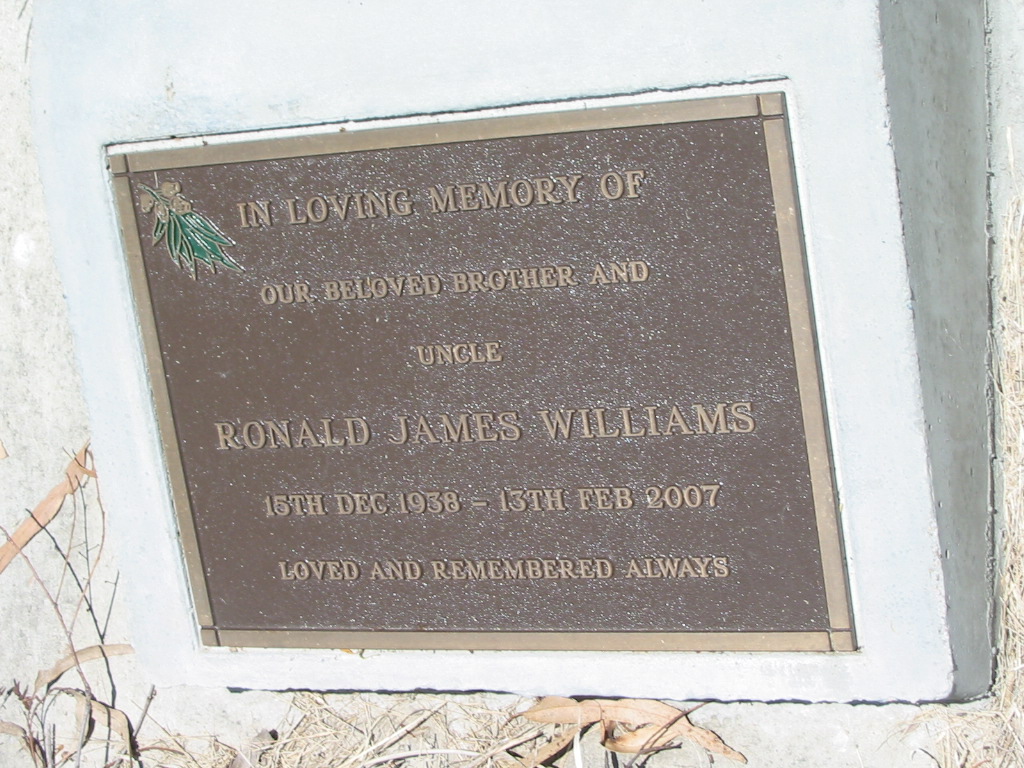 IN LOVING MEMORY OF
OUR BELOVED BROTHER AND
UNCLE
RONALD JAMES WILLIAMS
15TH DEC 1938 - 13TH FEB 2007
LOVED AND REMEMBERED ALWAYS